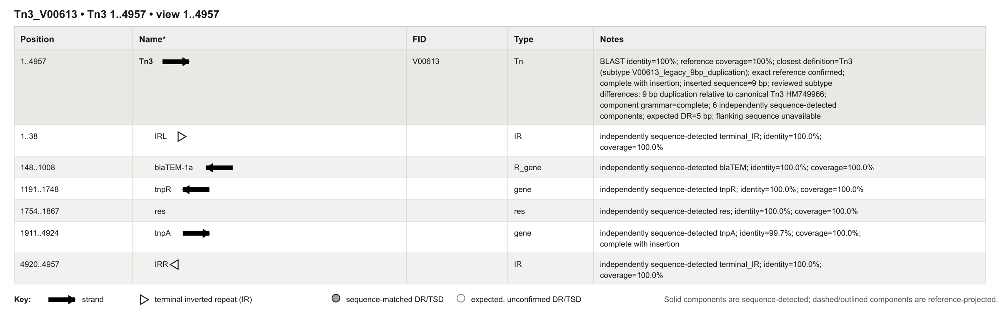 Tn3_V00613 • Tn3 1..4957 • view 1..4957
Position Name* FID Type Notes
1..4957 Tn3 V00613 Tn BLAST identity=100%; reference coverage=100%; closest definition=Tn3
(subtype V00613_legacy_9bp_duplication); exact reference confirmed;
complete with insertion; inserted sequence≈9 bp; reviewed subtype
differences: 9 bp duplication relative to canonical Tn3 HM749966;
component grammar=complete; 6 independently sequence-detected
components; expected DR=5 bp; flanking sequence unavailable
1..38 IRL IR independently sequence-detected terminal_IR; identity=100.0%;
coverage=100.0%
148..1008 blaTEM-1a R_gene independently sequence-detected blaTEM; identity=100.0%; coverage=100.0%
1191..1748 tnpR gene independently sequence-detected tnpR; identity=100.0%; coverage=100.0%
1754..1867 res res independently sequence-detected res; identity=100.0%; coverage=100.0%
1911..4924 tnpA gene independently sequence-detected tnpA; identity=99.7%; coverage=100.0%;
complete with insertion
4920..4957 IRR IR independently sequence-detected terminal_IR; identity=100.0%;
coverage=100.0%
Key: strand terminal inverted repeat (IR) sequence-matched DR/TSD expected, unconfirmed DR/TSD Solid components are sequence-detected; dashed/outlined components are reference-projected.